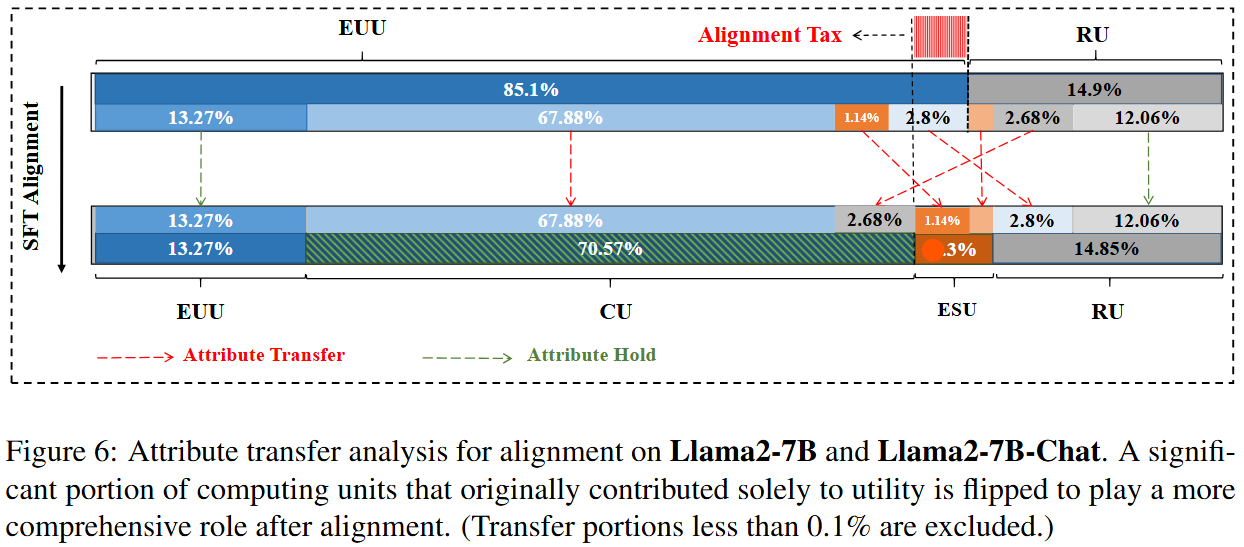 EUU
Alignment Tax
RU
85.1%
14.9%
13.27%
67.88%
1.14%
2.8%
2.68%
12.06%
SFT Alignment
13.27%
67.88%
2.68%
1.14%
2.8%
12.06%
13.27%
70.57%
.3%
14.85%
EUU
CU
ESU
RU
Attribute Transfer
Attribute Hold
Figure 6: Attribute transfer analysis for alignment on Llama2-7B and Llama2-7B-Chat. A signifi-
cant portion of computing units that originally contributed solely to utility is flipped to play a more
comprehensive role after alignment. (Transfer portions less than 0.1% are excluded.)